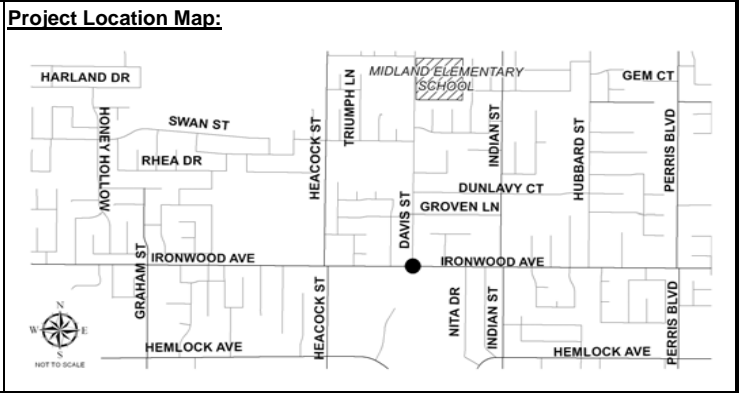 Project Location Map:
HARLAND DR
MIDLAND ELEMENTARY
SCHOOL
GEM CT
TRIUMPH LN
HONEY HOLLOW
SWAN ST
HEACOCK ST
INDIAN ST
HUBBARD ST
PERRIS BLVD
RHEA DR
DUNLAVY CT
GROVEN LN
DAVIS ST
IRONWOOD AVE
IRONWOOD AVE
GRAHAM ST
HEACOCK ST
NITA DR
INDIAN ST
PERRIS BLVD
N
W E
S
NOT TO SCALE
HEMLOCK AVE
HEMLOCK AVE